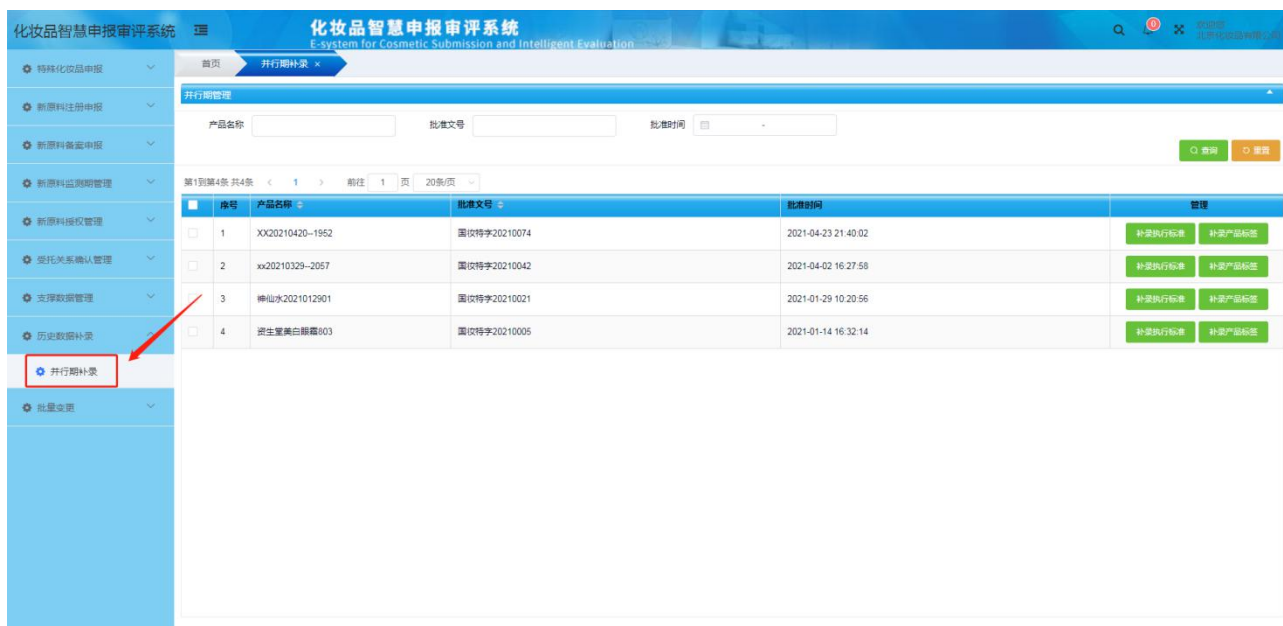 化妆品智慧申报审评系统
化妆品智慧申报审评系统
E-system for Cosmetic Submission and Intelligent Evaluation
0
欢迎您
特殊化妆品申报
新原料注册申报
新原料备案申报
新原料监测期管理
新原料授权管理
受托关系确认管理
支撑数据管理
历史数据补录
并行期补录
批量变更
首页 并行期补录 ×
并行期管理
产品名称 批准文号 批准时间 -
查询 重置
第1到第4条 共4条 < 1 > 前往 1 页 20条/页
序号 产品名称 批准文号 批准时间 管理
1 XX20210420--1952 国妆特字20210074 2021-04-23 21:40:02 补录执行标准 补录产品标签
2 xx20210329--2057 国妆特字20210042 2021-04-02 16:27:58 补录执行标准 补录产品标签
3 神仙水2021012901 国妆特字20210021 2021-01-29 10:20:56 补录执行标准 补录产品标签
4 资生堂美白眼霜603 国妆特字20210005 2021-01-14 16:32:14 补录执行标准 补录产品标签